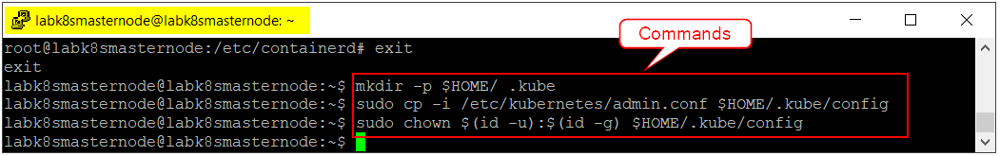 labk8smasternode@labk8smasternode: ~
Commands
root@labk8smasternode:/etc/containerd# exit
exit
labk8smasternode@labk8smasternode:~$ mkdir -p $HOME/ .kube
labk8smasternode@labk8smasternode:~$ sudo cp -i /etc/kubernetes/admin.conf $HOME/.kube/config
labk8smasternode@labk8smasternode:~$ sudo chown $(id -u):$(id -g) $HOME/.kube/config
labk8smasternode@labk8smasternode:~$